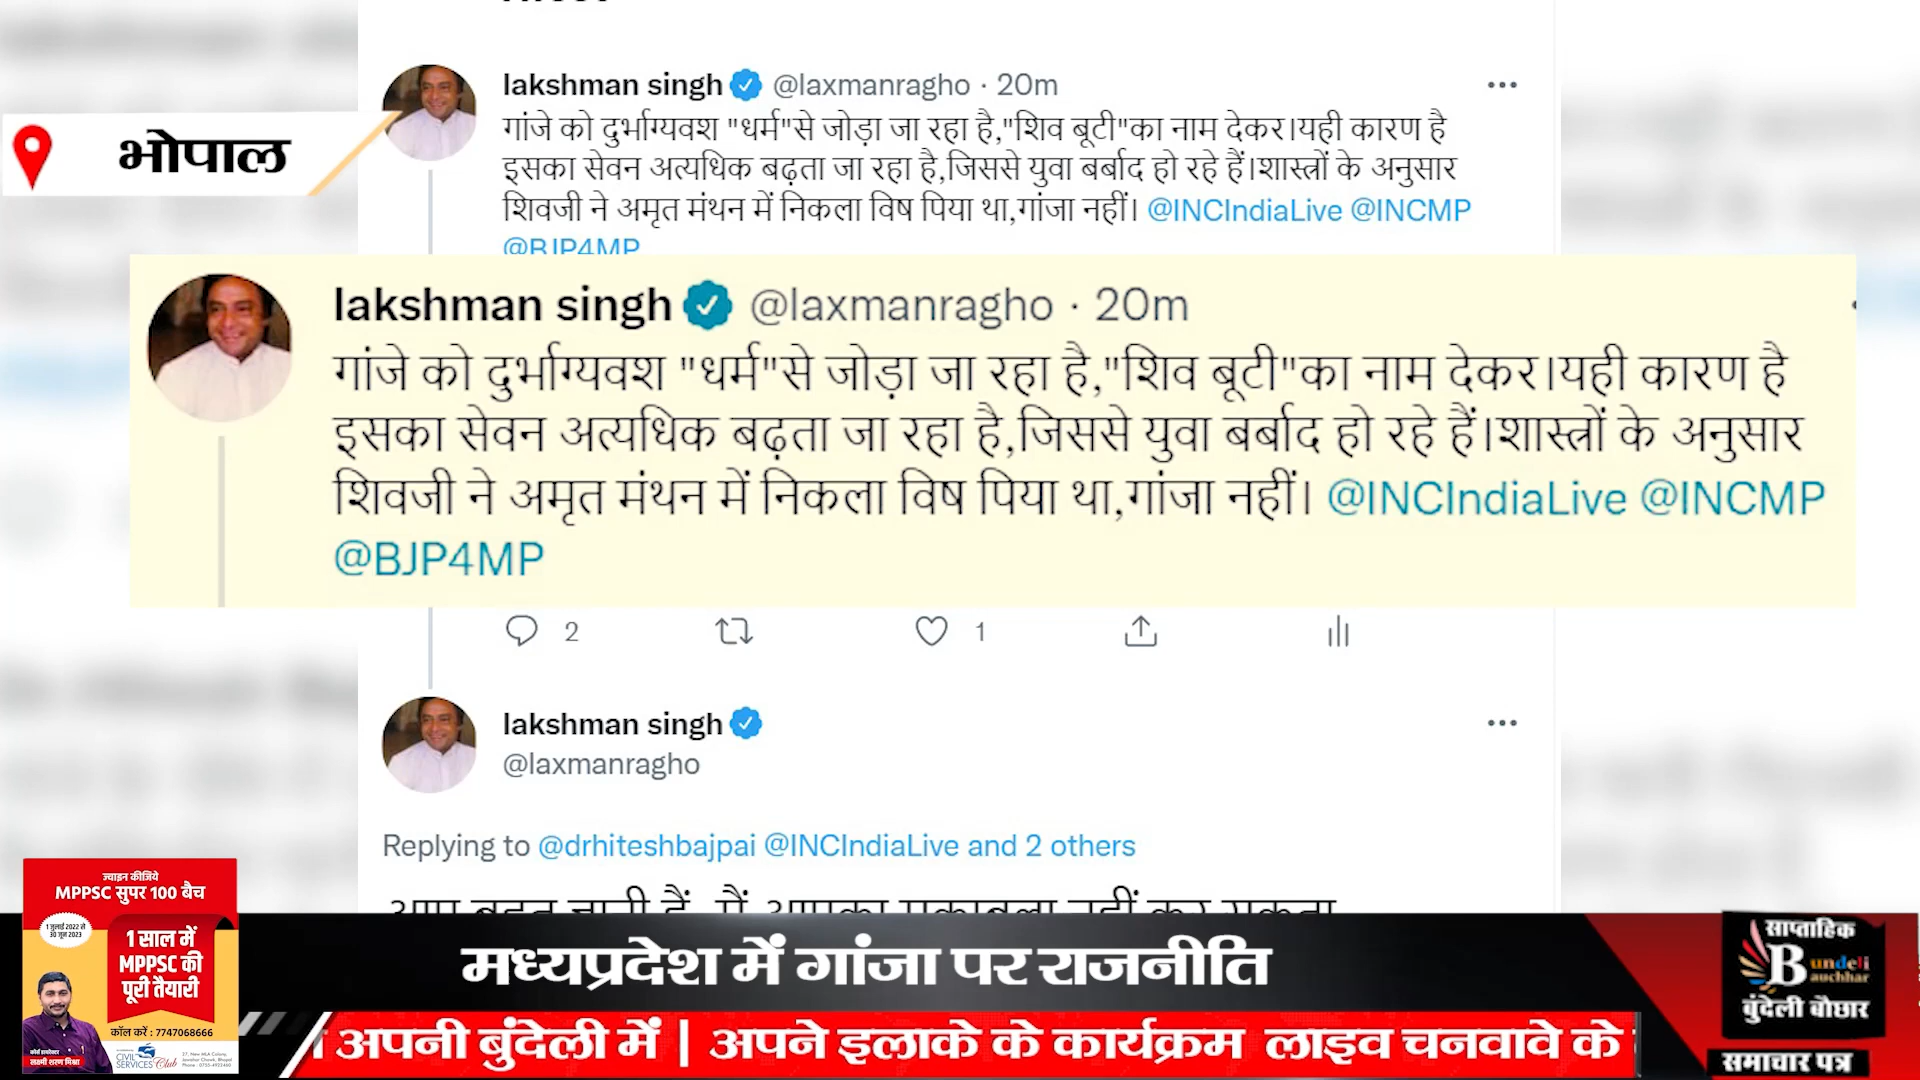 lakshman singh @laxmanragho · 20m
गांजे को दुर्भाग्यवश "धर्म"से जोड़ा जा रहा है,"शिव बूटी"का नाम देकर।यही कारण है
इसका सेवन अत्यधिक बढ़ता जा रहा है,जिससे युवा बर्बाद हो रहे हैं।शास्त्रों के अनुसार
शिवजी ने अमृत मंथन में निकला विष पिया था,गांजा नहीं। @INCIndiaLive @INCMP
@BJP4MP
भोपाल
lakshman singh @laxmanragho · 20m
गांजे को दुर्भाग्यवश "धर्म"से जोड़ा जा रहा है,"शिव बूटी"का नाम देकर।यही कारण है
इसका सेवन अत्यधिक बढ़ता जा रहा है,जिससे युवा बर्बाद हो रहे हैं।शास्त्रों के अनुसार
शिवजी ने अमृत मंथन में निकला विष पिया था,गांजा नहीं। @INCIndiaLive @INCMP
@BJP4MP
2 1
lakshman singh
@laxmanragho
Replying to @drhiteshbajpai @INCIndiaLive and 2 others
ज्वाइन कीजिये
MPPSC सुपर 100 बैच
1 जुलाई 2022 से
30 जून 2023
1 साल में
MPPSC की
पूरी तैयारी
कॉल करें : 7747068666
लक्ष्मी शरण मिश्रा
CIVIL
SERVICES Club
मध्यप्रदेश में गांजा पर राजनीति
अपनी बुंदेली में | अपने इलाके के कार्यक्रम लाइव चनवावे के
साप्ताहिक
Bundeli
Bauchhar
बुंदेली बौछार
समाचार पत्र